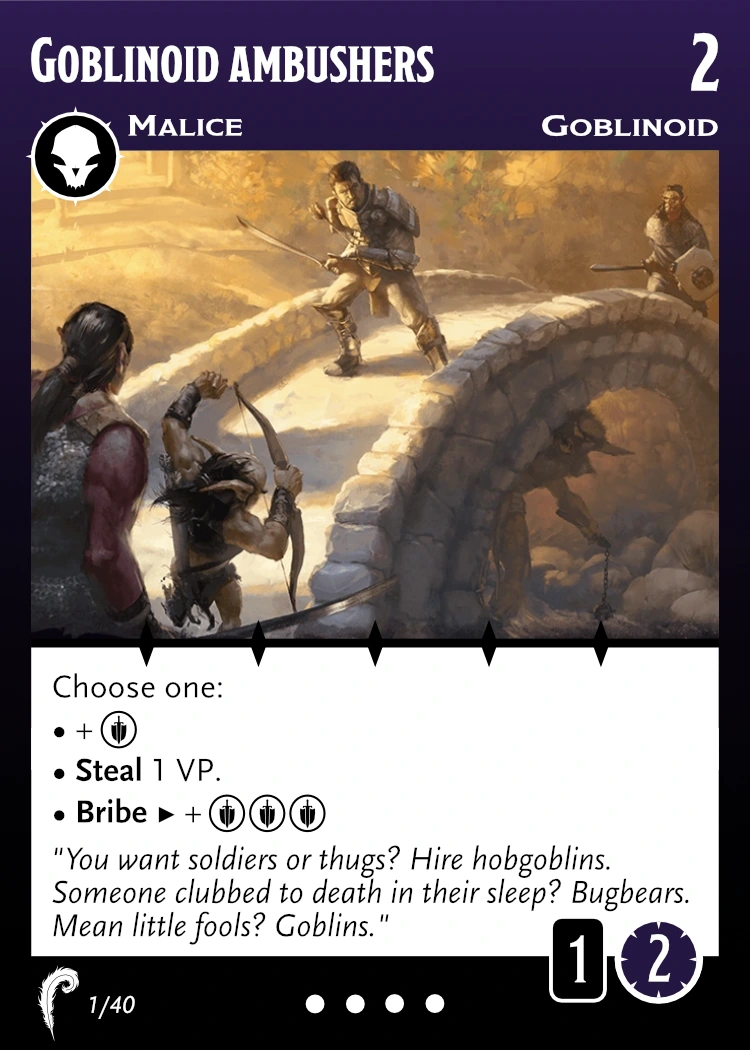 Goblinoid ambushers 2
Malice Goblinoid
Choose one:
• +
• Steal 1 VP.
• Bribe ► +
"You want soldiers or thugs? Hire hobgoblins.
Someone clubbed to death in their sleep? Bugbears.
Mean little fools? Goblins."
1 2
1/40